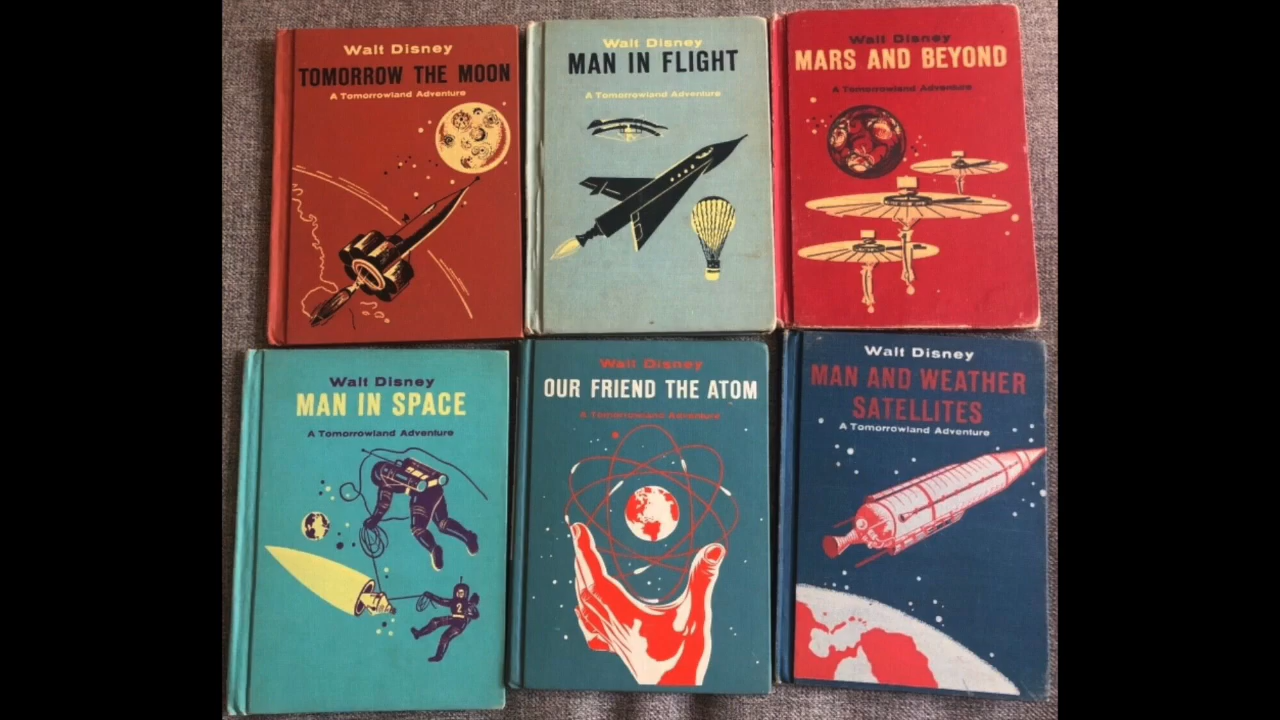 Walt Disney
TOMORROW THE MOON
A Tomorrowland Adventure
Walt Disney
MAN IN FLIGHT
A Tomorrowland Adventure
Walt Disney
MARS AND BEYOND
A Tomorrowland Adventure
Walt Disney
MAN IN SPACE
A Tomorrowland Adventure
2
Walt Disney
OUR FRIEND THE ATOM
A Tomorrowland Adventure
Walt Disney
MAN AND WEATHER
SATELLITES
A Tomorrowland Adventure